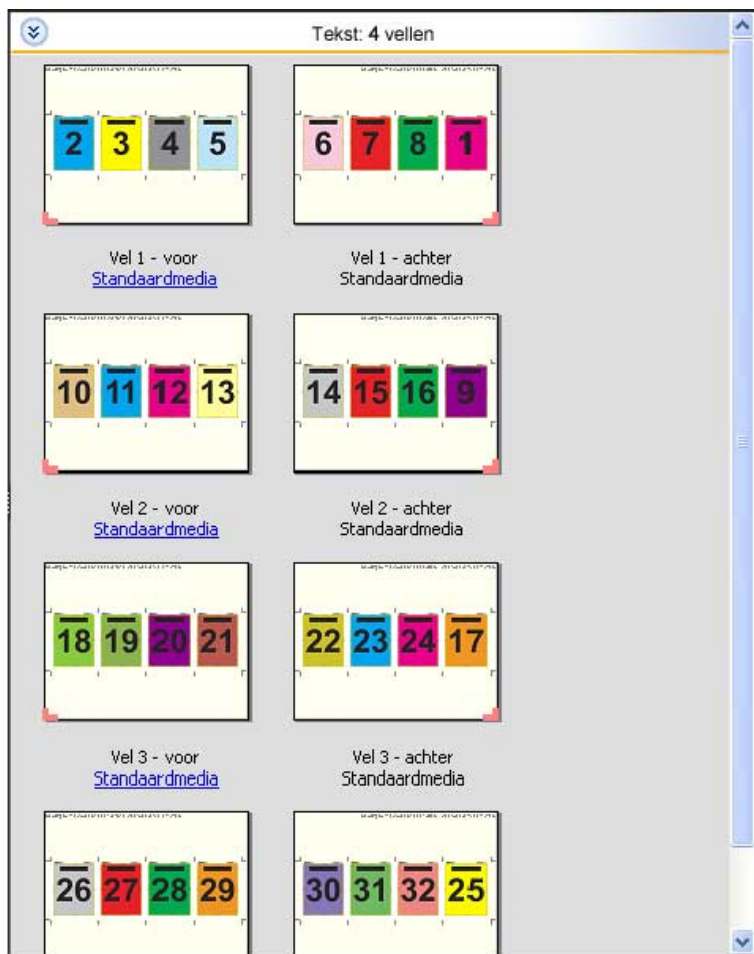 Tekst: 4 vellen
2 3 4 5
6 7 8 1
Vel 1 - voor
Standaardmedia
Vel 1 - achter
Standaardmedia
10 11 12 13
14 15 16 9
Vel 2 - voor
Standaardmedia
Vel 2 - achter
Standaardmedia
18 19 20 21
22 23 24 17
Vel 3 - voor
Standaardmedia
Vel 3 - achter
Standaardmedia
26 27 28 29
30 31 32 25